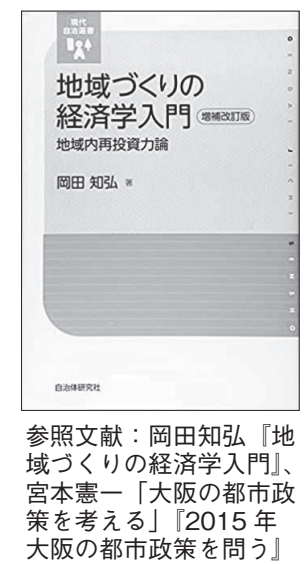 現代
自治選書
地域づくりの
経済学入門 増補改訂版
地域内再投資力論
岡田 知弘 著
GENDAI JICHI SENSHO
自治体研究社
参照文献：岡田知弘『地
域づくりの経済学入門』、
宮本憲一「大阪の都市政
策を考える」『2015 年
大阪の都市政策を問う』